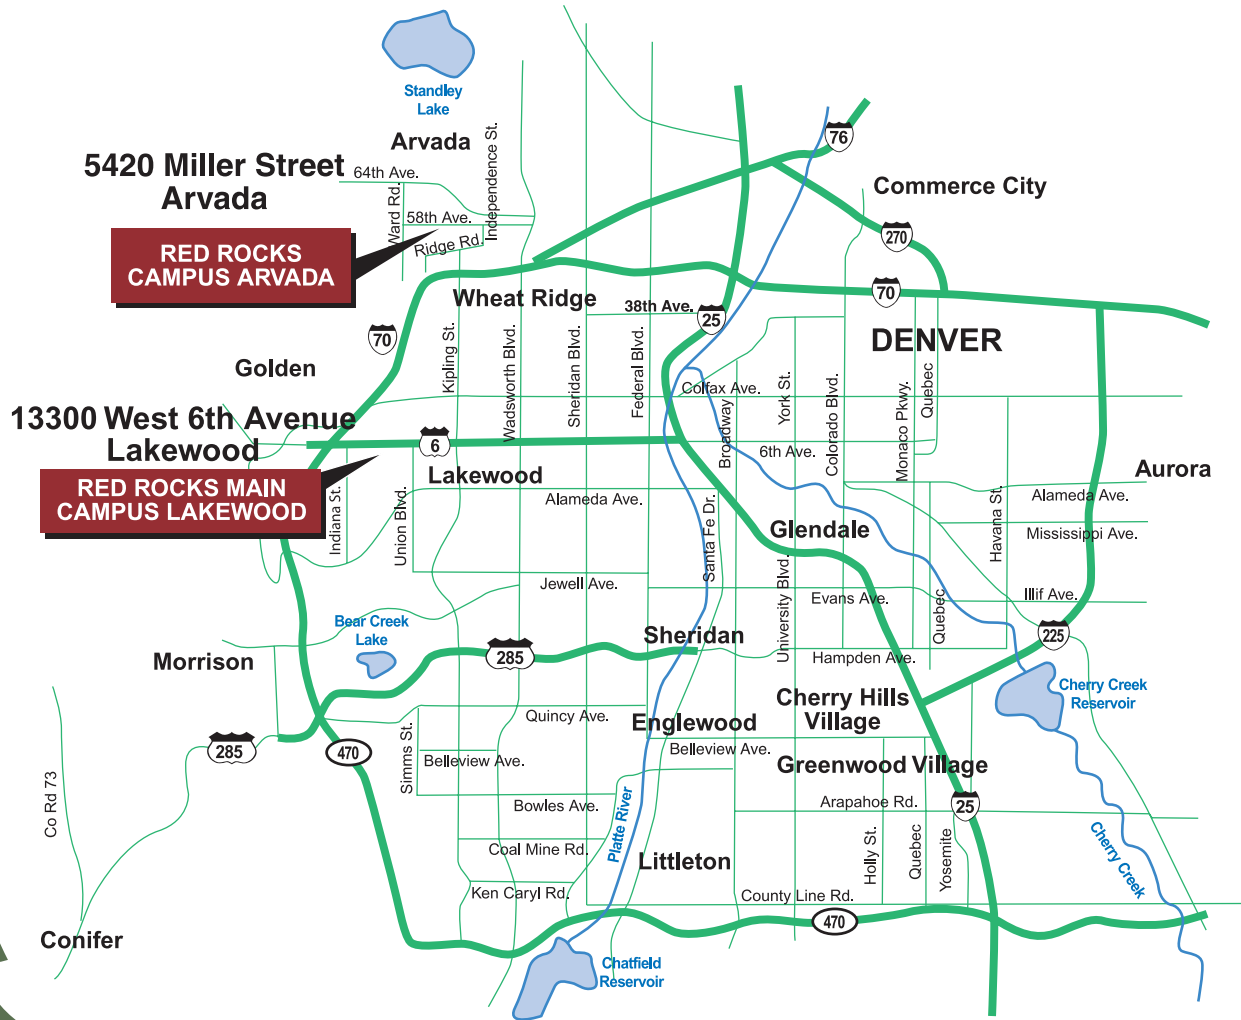 Standley
Lake
Arvada
5420 Miller Street
Arvada
64th Ave.
Ward Rd.
58th Ave.
Ridge Rd.
Independence St.
RED ROCKS
CAMPUS ARVADA
76
Commerce City
270
70
Wheat Ridge
38th Ave.
25
DENVER
70
Golden
Kipling St.
Wadsworth Blvd.
Sheridan Blvd.
Federal Blvd.
Colfax Ave.
Broadway
York St.
Colorado Blvd.
Monaco Pkwy.
Quebec
13300 West 6th Avenue
Lakewood
6
6th Ave.
Aurora
RED ROCKS MAIN
CAMPUS LAKEWOOD
Lakewood
Indiana St.
Union Blvd.
Alameda Ave.
Santa Fe Dr.
Glendale
Havana St.
Alameda Ave.
Mississippi Ave.
Jewell Ave.
University Blvd.
Evans Ave.
Quebec
Illif Ave.
Bear Creek
Lake
Sheridan
225
Morrison
285
Hampden Ave.
Cherry Creek
Reservoir
Cherry Hills
Village
Quincy Ave.
Englewood
285
470
Simms St.
Belleview Ave.
Belleview Ave.
Greenwood Village
Co Rd 73
Bowles Ave.
Platte River
Arapahoe Rd.
25
Coal Mine Rd.
Littleton
Holly St.
Quebec
Yosemite
Cherry Creek
Ken Caryl Rd.
County Line Rd.
470
Conifer
Chatfield
Reservoir